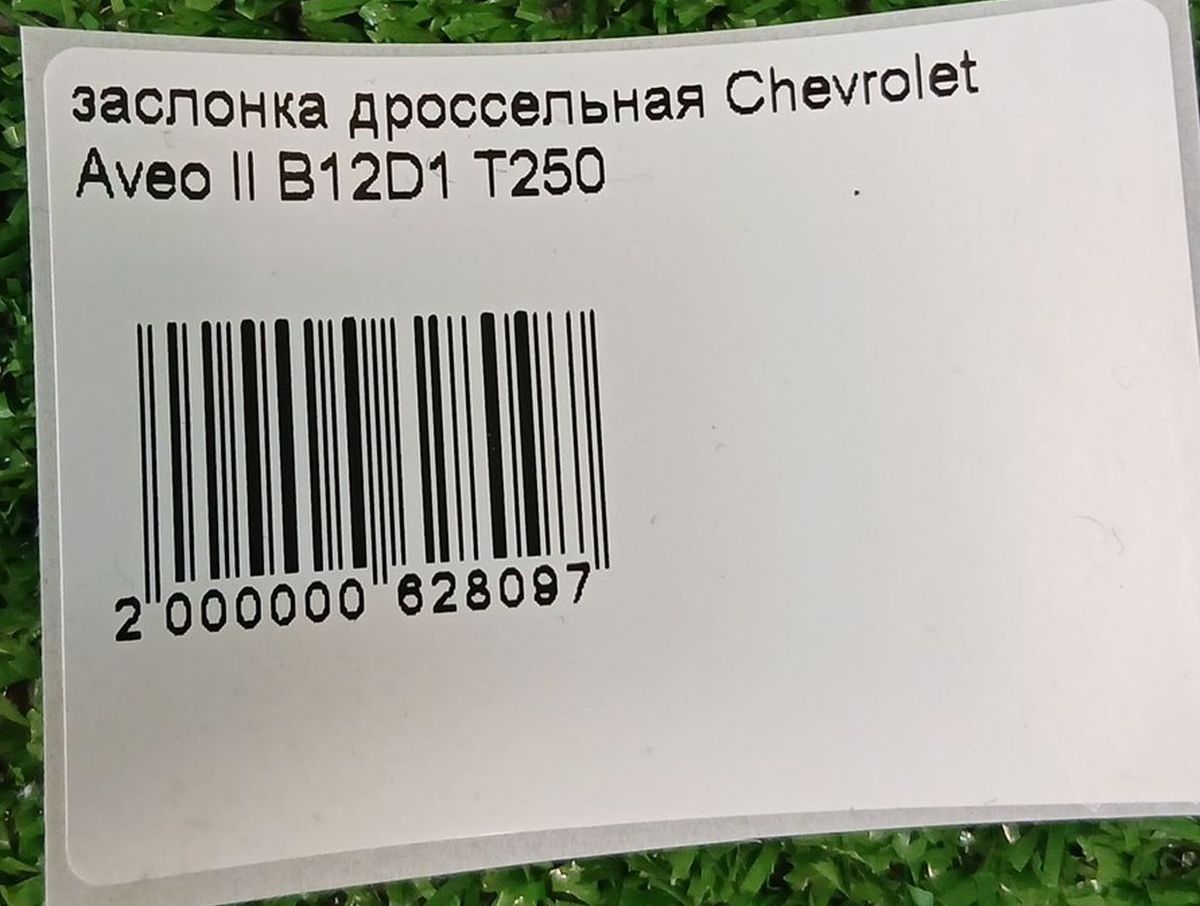 заслонка дроссельная Chevrolet
Aveo II B12D1 T250
2 000000 628097